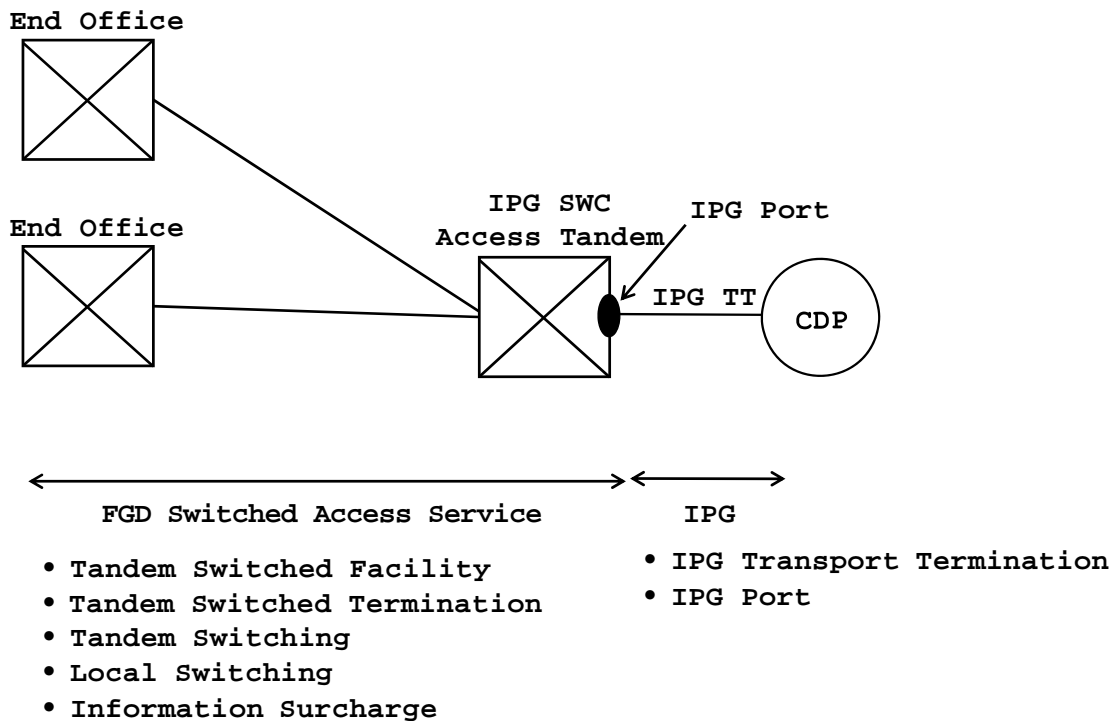 End Office
End Office
IPG SWC
Access Tandem
IPG Port
IPG TT
CDP
FGD Switched Access Service
• Tandem Switched Facility
• Tandem Switched Termination
• Tandem Switching
• Local Switching
• Information Surcharge
IPG
• IPG Transport Termination
• IPG Port